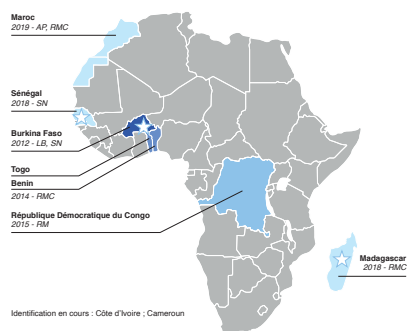 Maroc
2019 - AP, RMC
Sénégal
2018 - SN
Burkina Faso
2012 - LB, SN
Togo
Benin
2014 - RMC
République Démocratique du Congo
2015 - RM
Madagascar
2018 - RMC
Identification en cours : Côte d'Ivoire ; Cameroun